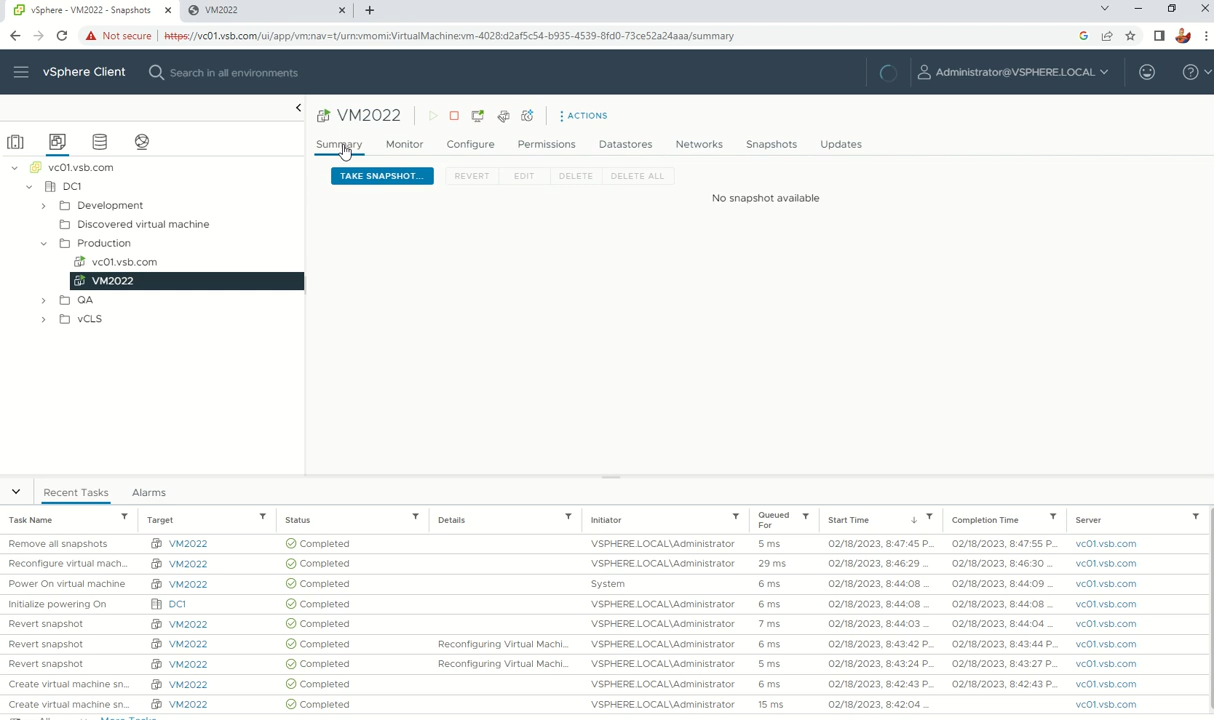 vSphere - VM2022 - Snapshots
VM2022
Not secure
https://vc01.vsb.com/ui/app/vm;nav=t/urn:vmomi:VirtualMachine:vm-4028:d2af5c54-b935-4539-8fd0-73ce52a24aaa/summary
vSphere Client
Search in all environments
Administrator@VSPHERE.LOCAL
VM2022
ACTIONS
Summary
Monitor
Configure
Permissions
Datastores
Networks
Snapshots
Updates
vc01.vsb.com
DC1
Development
Discovered virtual machine
Production
vc01.vsb.com
VM2022
QA
vCLS
TAKE SNAPSHOT...
REVERT
EDIT
DELETE
DELETE ALL
No snapshot available
Recent Tasks
Alarms
Task Name Target Status Details Initiator Queued For Start Time Completion Time Server
Remove all snapshots VM2022 Completed VSPHERE.LOCAL\Administrator 5 ms 02/18/2023, 8:47:45 P... 02/18/2023, 8:47:55 P... vc01.vsb.com
Reconfigure virtual mach... VM2022 Completed VSPHERE.LOCAL\Administrator 29 ms 02/18/2023, 8:46:29 ... 02/18/2023, 8:46:30 ... vc01.vsb.com
Power On virtual machine VM2022 Completed System 6 ms 02/18/2023, 8:44:08 ... 02/18/2023, 8:44:09 ... vc01.vsb.com
Initialize powering On DC1 Completed VSPHERE.LOCAL\Administrator 6 ms 02/18/2023, 8:44:08 ... 02/18/2023, 8:44:08 ... vc01.vsb.com
Revert snapshot VM2022 Completed VSPHERE.LOCAL\Administrator 7 ms 02/18/2023, 8:44:03 ... 02/18/2023, 8:44:04 ... vc01.vsb.com
Revert snapshot VM2022 Completed Reconfiguring Virtual Machi... VSPHERE.LOCAL\Administrator 6 ms 02/18/2023, 8:43:42 P... 02/18/2023, 8:43:44 P... vc01.vsb.com
Revert snapshot VM2022 Completed Reconfiguring Virtual Machi... VSPHERE.LOCAL\Administrator 5 ms 02/18/2023, 8:43:24 P... 02/18/2023, 8:43:27 P... vc01.vsb.com
Create virtual machine sn... VM2022 Completed VSPHERE.LOCAL\Administrator 6 ms 02/18/2023, 8:42:43 P... 02/18/2023, 8:42:43 P... vc01.vsb.com
Create virtual machine sn... VM2022 Completed VSPHERE.LOCAL\Administrator 15 ms 02/18/2023, 8:42:04 ... vc01.vsb.com
More Tasks